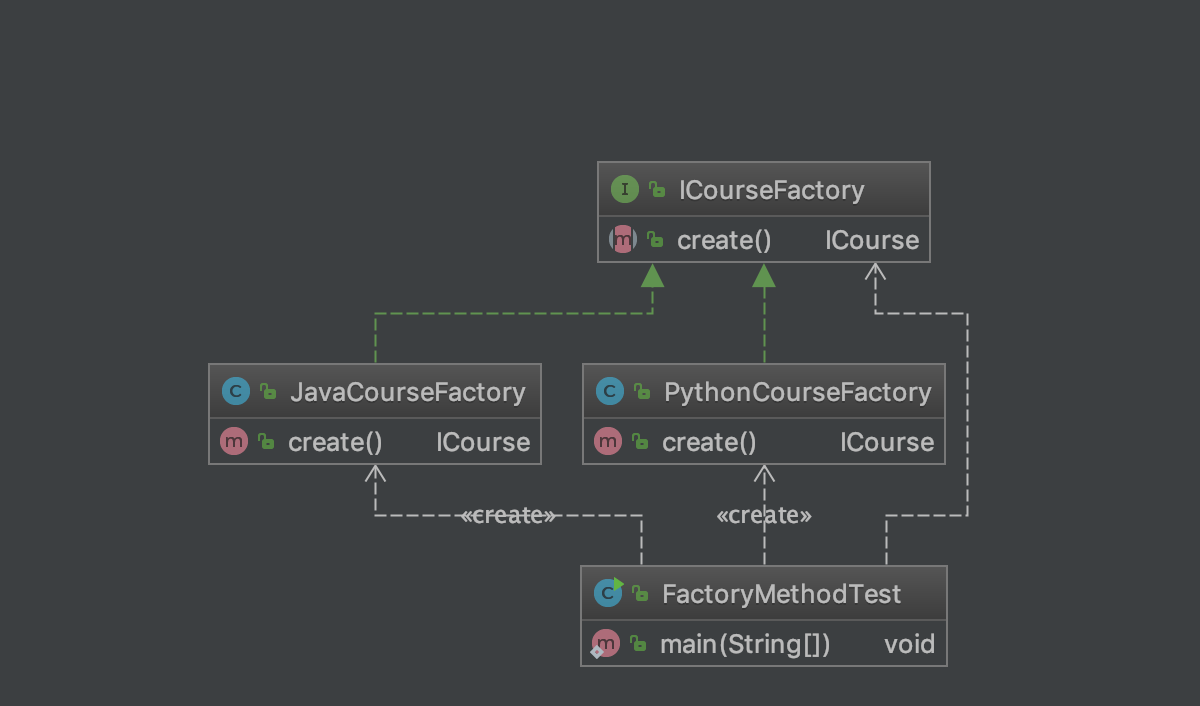 I ICourseFactory
m create() ICourse
C JavaCourseFactory
m create() ICourse
C PythonCourseFactory
m create() ICourse
«create»
«create»
C FactoryMethodTest
m main(String[]) void